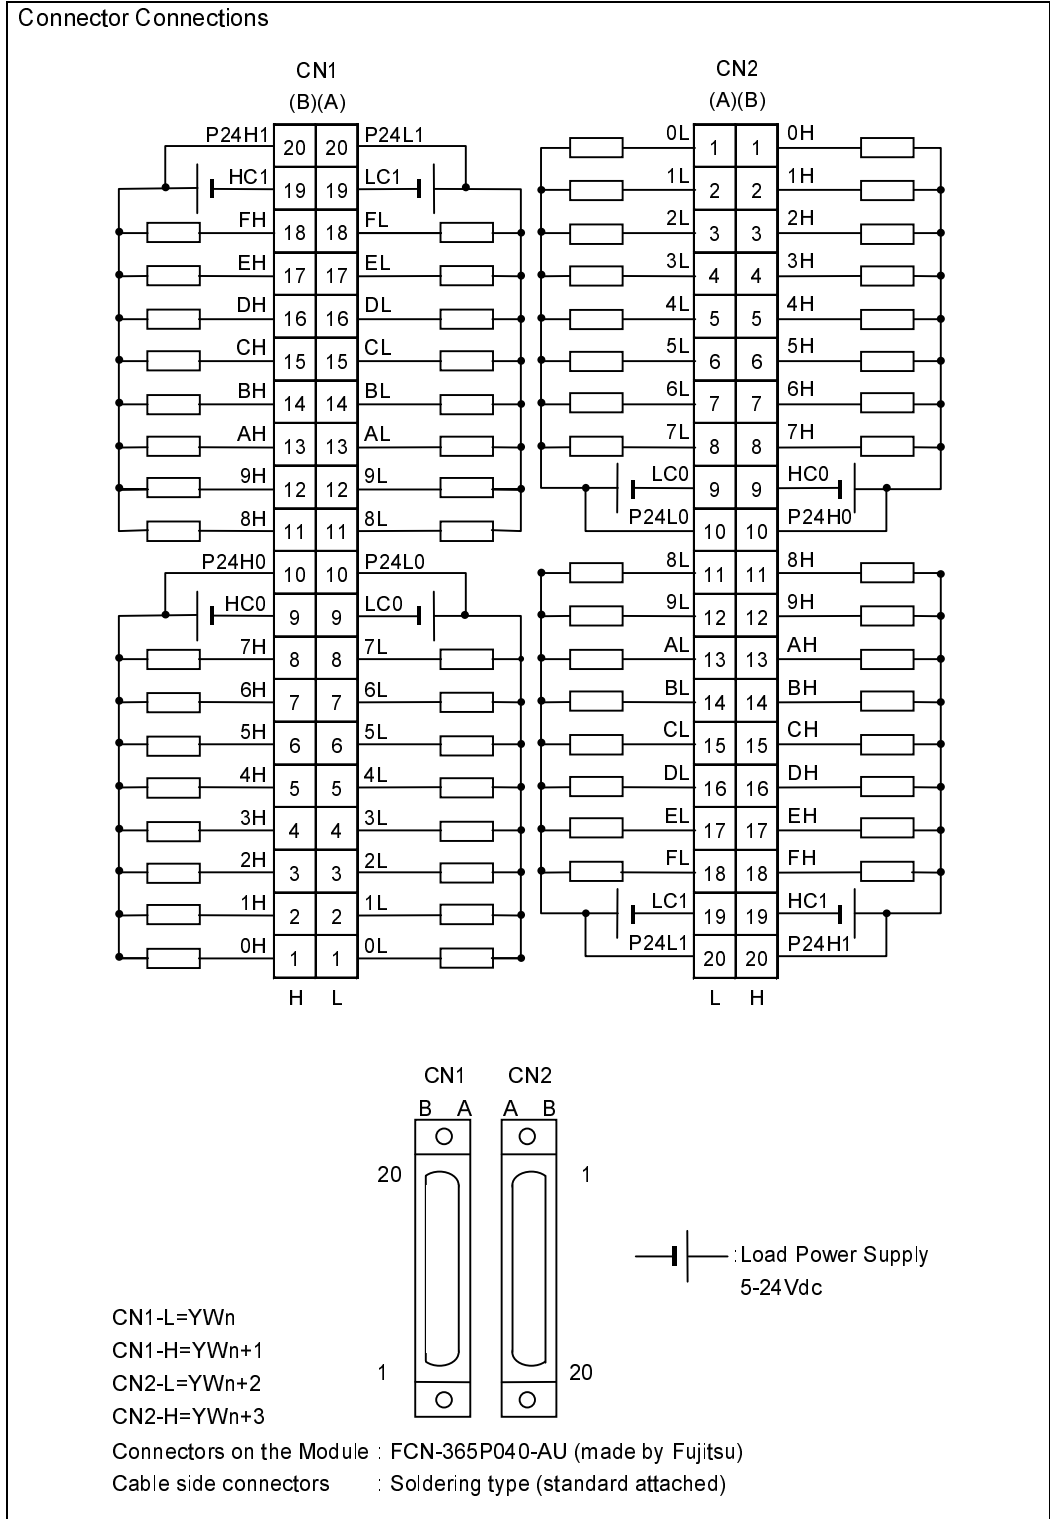 Connector Connections
CN1
(B)(A)
P24H1 20 20 P24L1
HC1 19 19 LC1
FH 18 18 FL
EH 17 17 EL
DH 16 16 DL
CH 15 15 CL
BH 14 14 BL
AH 13 13 AL
9H 12 12 9L
8H 11 11 8L
P24H0 10 10 P24L0
HC0 9 9 LC0
7H 8 8 7L
6H 7 7 6L
5H 6 6 5L
4H 5 5 4L
3H 4 4 3L
2H 3 3 2L
1H 2 2 1L
0H 1 1 0L
H L
CN2
(A)(B)
0L 1 1 0H
1L 2 2 1H
2L 3 3 2H
3L 4 4 3H
4L 5 5 4H
5L 6 6 5H
6L 7 7 6H
7L 8 8 7H
LC0 9 9 HC0
P24L0 10 10 P24H0
8L 11 11 8H
9L 12 12 9H
AL 13 13 AH
BL 14 14 BH
CL 15 15 CH
DL 16 16 DH
EL 17 17 EH
FL 18 18 FH
LC1 19 19 HC1
P24L1 20 20 P24H1
L H
CN1 CN2
B A A B
20 1
:Load Power Supply
5-24Vdc
1 20
CN1-L=YWn
CN1-H=YWn+1
CN2-L=YWn+2
CN2-H=YWn+3
Connectors on the Module : FCN-365P040-AU (made by Fujitsu)
Cable side connectors : Soldering type (standard attached)